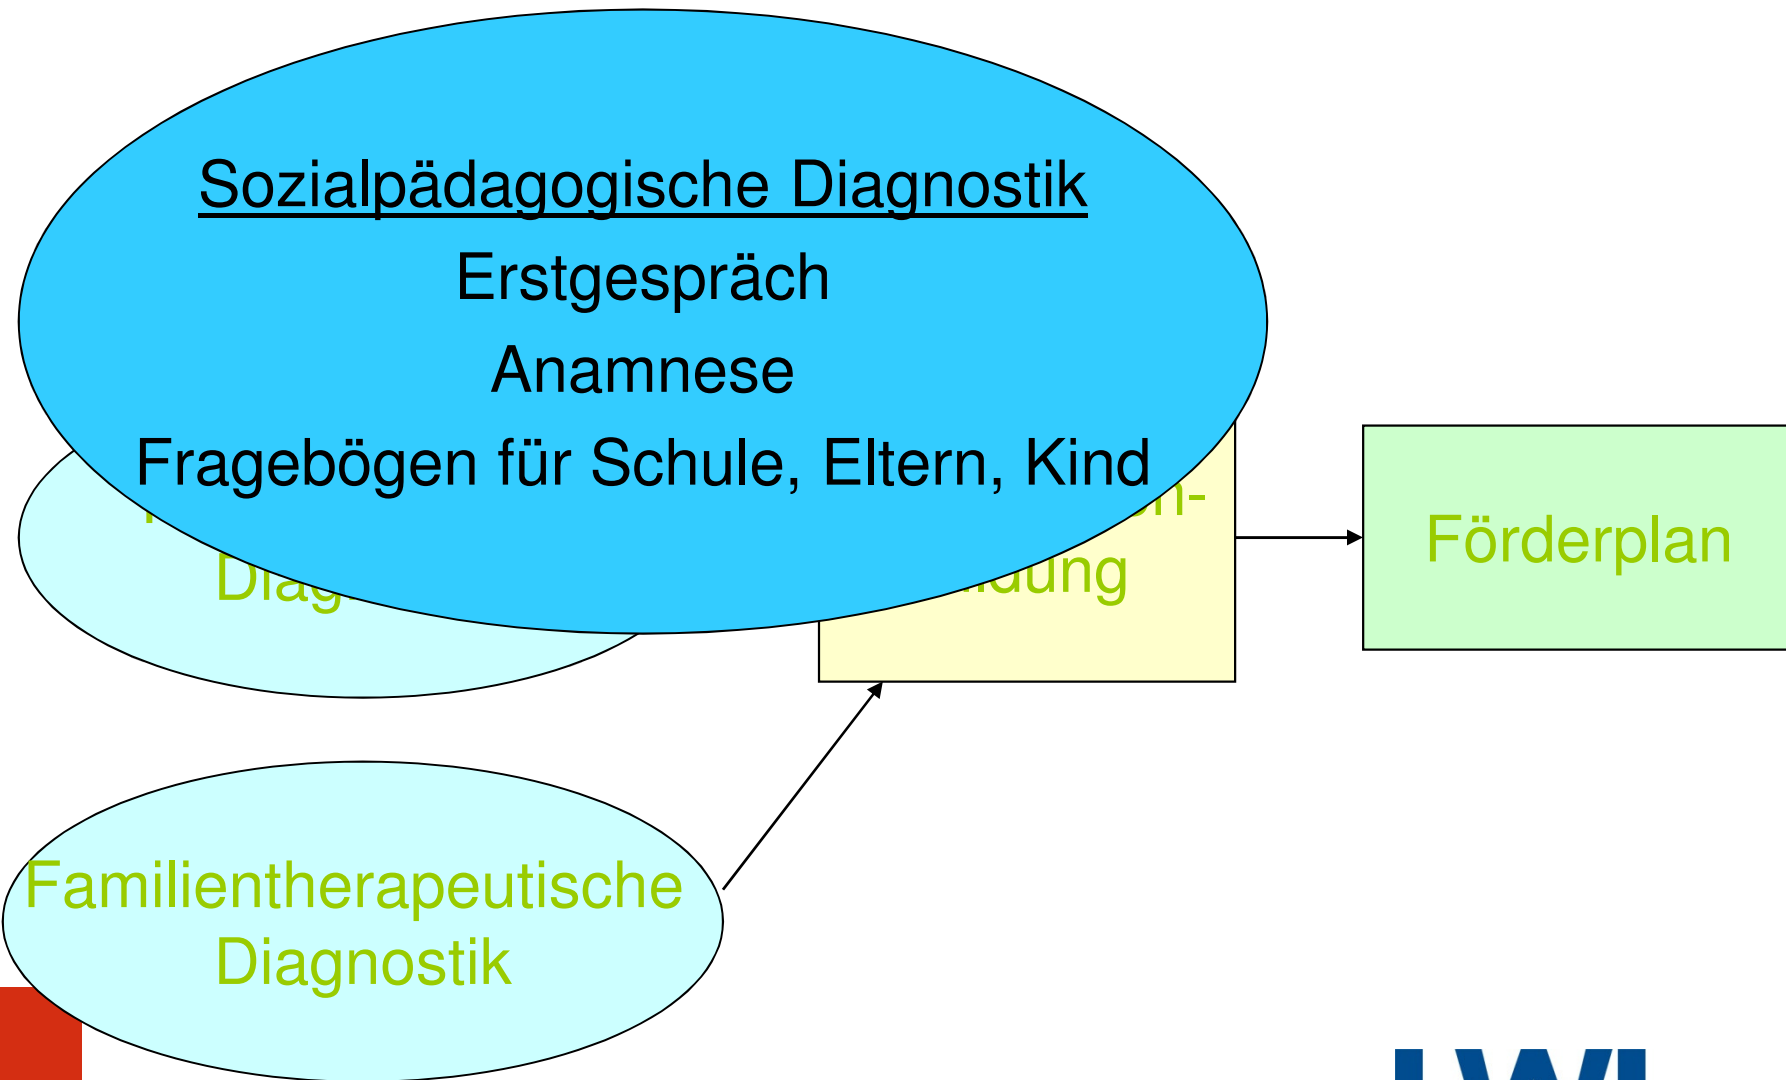 Sozialpädagogische Diagnostik
Erstgespräch
Anamnese
Fragebögen für Schule, Eltern, Kind
Förderplan
Familientherapeutische
Diagnostik